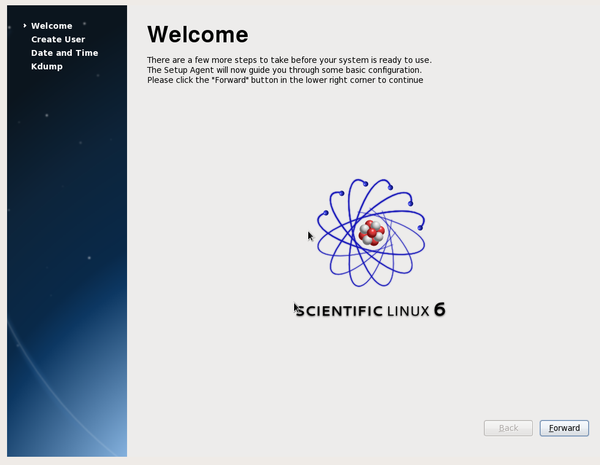 Welcome
Create User
Date and Time
Kdump
Welcome
There are a few more steps to take before your system is ready to use.
The Setup Agent will now guide you through some basic configuration.
Please click the "Forward" button in the lower right corner to continue
SCIENTIFIC LINUX 6
Back
Forward